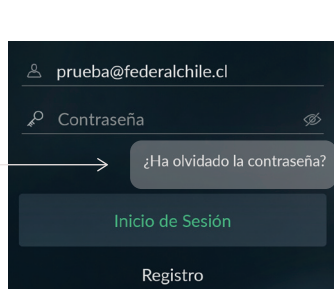 prueba@federalchile.cl
Contraseña
¿Ha olvidado la contraseña?
Inicio de Sesión
Registro